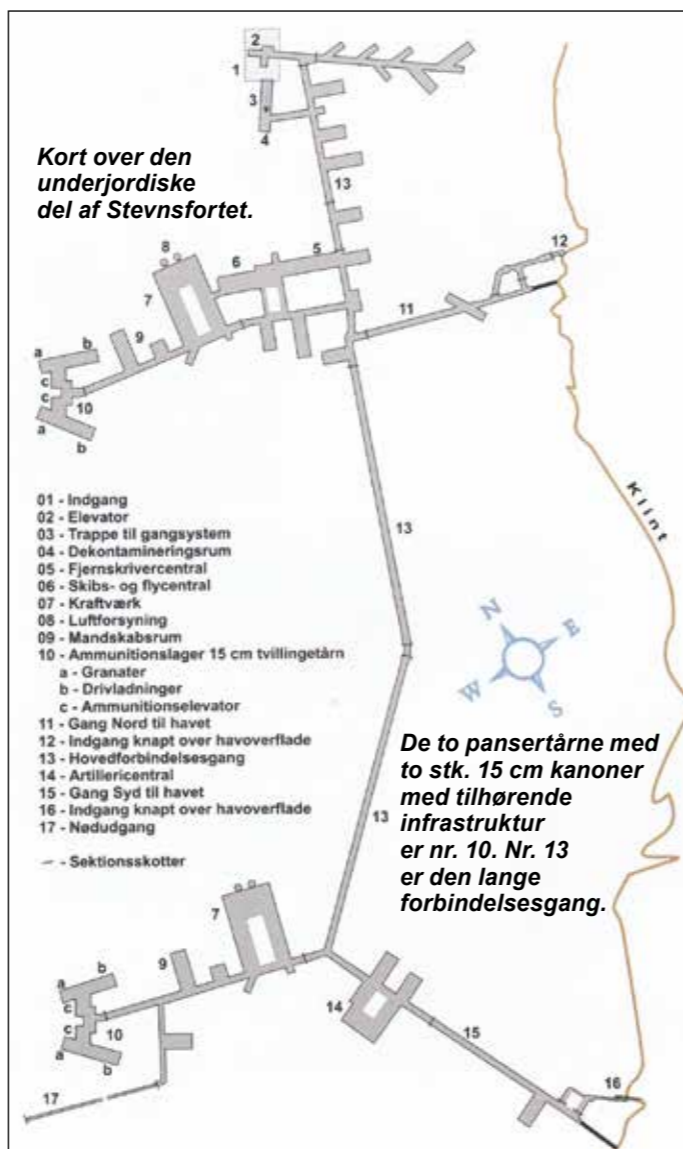 2
1
3
4
Kort over den
underjordiske
del af Stevnsfortet.
13
8
6
5
12
7
11
9
a
b
c
c
10
a
b
Klint
01 - Indgang
02 - Elevator
03 - Trappe til gangsystem
04 - Dekontamineringsrum
05 - Fjernskrivercentral
06 - Skibs- og flycentral
07 - Kraftværk
08 - Luftforsyning
09 - Mandskabsrum
10 - Ammunitionslager 15 cm tvillingetårn
a - Granater
b - Drivladninger
c - Ammunitionselevator
11 - Gang Nord til havet
12 - Indgang knapt over havoverflade
13 - Hovedforbindelsesgang
14 - Artillericentral
15 - Gang Syd til havet
16 - Indgang knapt over havoverflade
17 - Nødudgang
- - Sektionsskotter
13
N
E
W
S
De to pansertårne med
to stk. 15 cm kanoner
med tilhørende
infrastruktur
er nr. 10. Nr. 13
er den lange
forbindelsesgang.
13
7
9
a
b
c
c
10
a
b
14
15
17
16